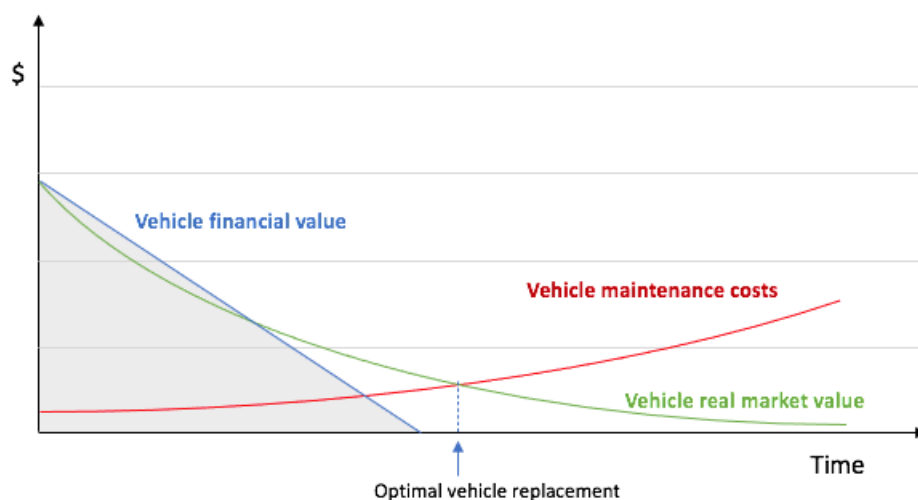 $
Vehicle financial value
Vehicle maintenance costs
Vehicle real market value
Time
Optimal vehicle replacement